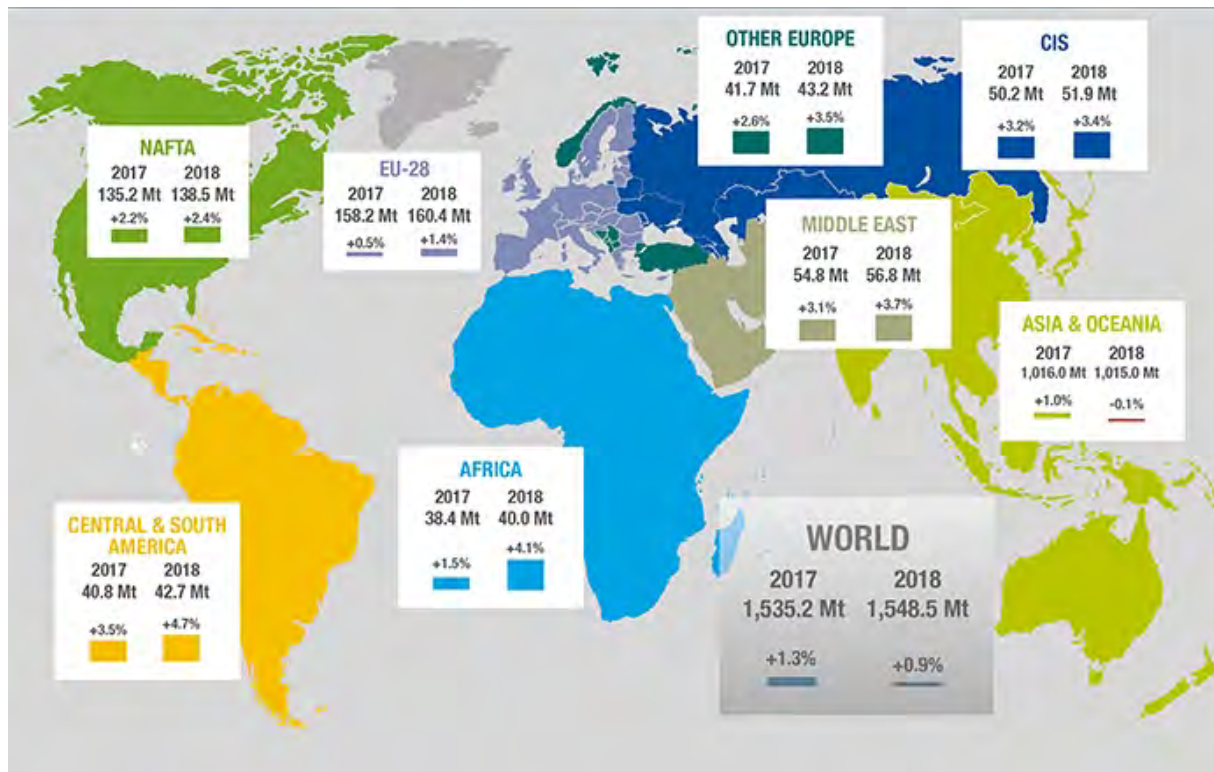 OTHER EUROPE
2017 2018
41.7 Mt 43.2 Mt
+2.6% +3.5%
CIS
2017 2018
50.2 Mt 51.9 Mt
+3.2% +3.4%
NAFTA
2017 2018
135.2 Mt 138.5 Mt
+2.2% +2.4%
EU-28
2017 2018
158.2 Mt 160.4 Mt
+0.5% +1.4%
MIDDLE EAST
2017 2018
54.8 Mt 56.8 Mt
+3.1% +3.7%
ASIA & OCEANIA
2017 2018
1,016.0 Mt 1,015.0 Mt
+1.0% -0.1%
AFRICA
2017 2018
38.4 Mt 40.0 Mt
+1.5% +4.1%
CENTRAL & SOUTH
AMERICA
2017 2018
40.8 Mt 42.7 Mt
+3.5% +4.7%
WORLD
2017 2018
1,535.2 Mt 1,548.5 Mt
+1.3% +0.9%